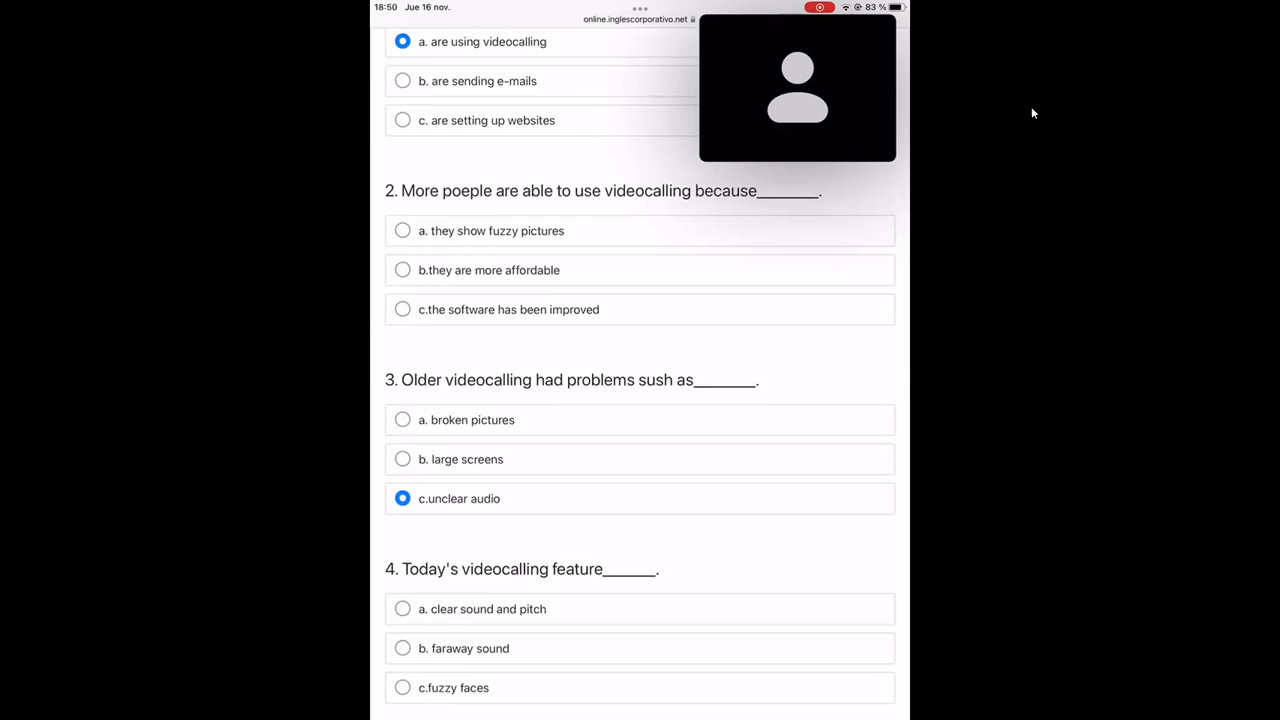 18:50 Jue 16 nov.
83 %
online.inglescorporativo.net
a. are using videocalling
b. are sending e-mails
c. are setting up websites
2. More poeple are able to use videocalling because_______.
a. they show fuzzy pictures
b.they are more affordable
c.the software has been improved
3. Older videocalling had problems sush as_______.
a. broken pictures
b. large screens
c.unclear audio
4. Today's videocalling feature______.
a. clear sound and pitch
b. faraway sound
c.fuzzy faces